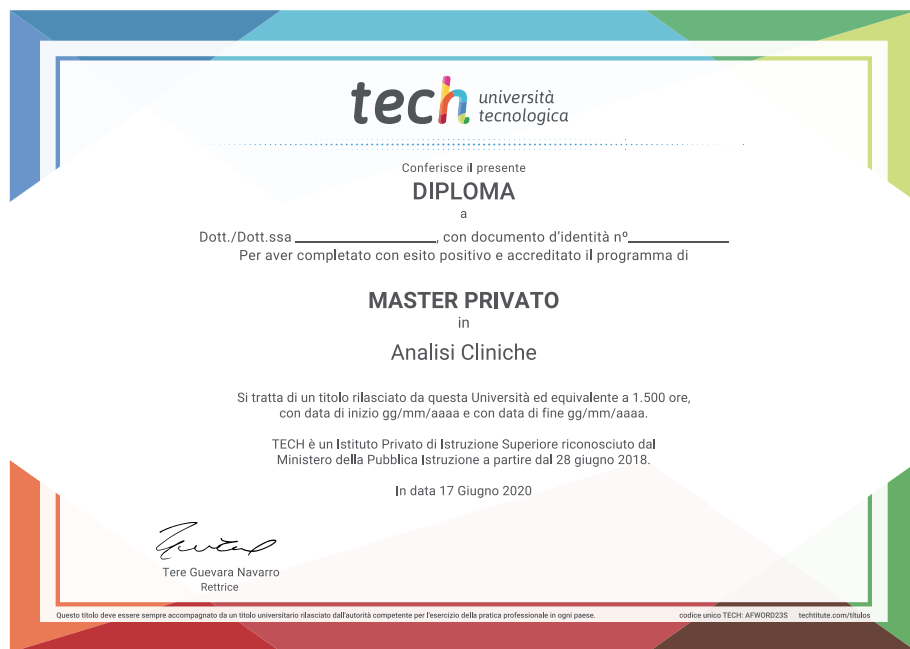 tech università
tecnologica
Conferisce il presente
DIPLOMA
a
Dott./Dott.ssa ________________, con documento d'identità nº____________
Per aver completato con esito positivo e accreditato il programma di
MASTER PRIVATO
in
Analisi Cliniche
Si tratta di un titolo rilasciato da questa Università ed equivalente a 1.500 ore,
con data di inizio gg/mm/aaaa e con data di fine gg/mm/aaaa.
TECH è un Istituto Privato di Istruzione Superiore riconosciuto dal
Ministero della Pubblica Istruzione a partire dal 28 giugno 2018.
In data 17 Giugno 2020
Tere Guevara Navarro
Rettrice
Questo titolo deve essere sempre accompagnato da un titolo universitario rilasciato dall'autorità competente per l'esercizio della pratica professionale in ogni paese. codice unico TECH: AFWORD23S techtitute.com/títulos